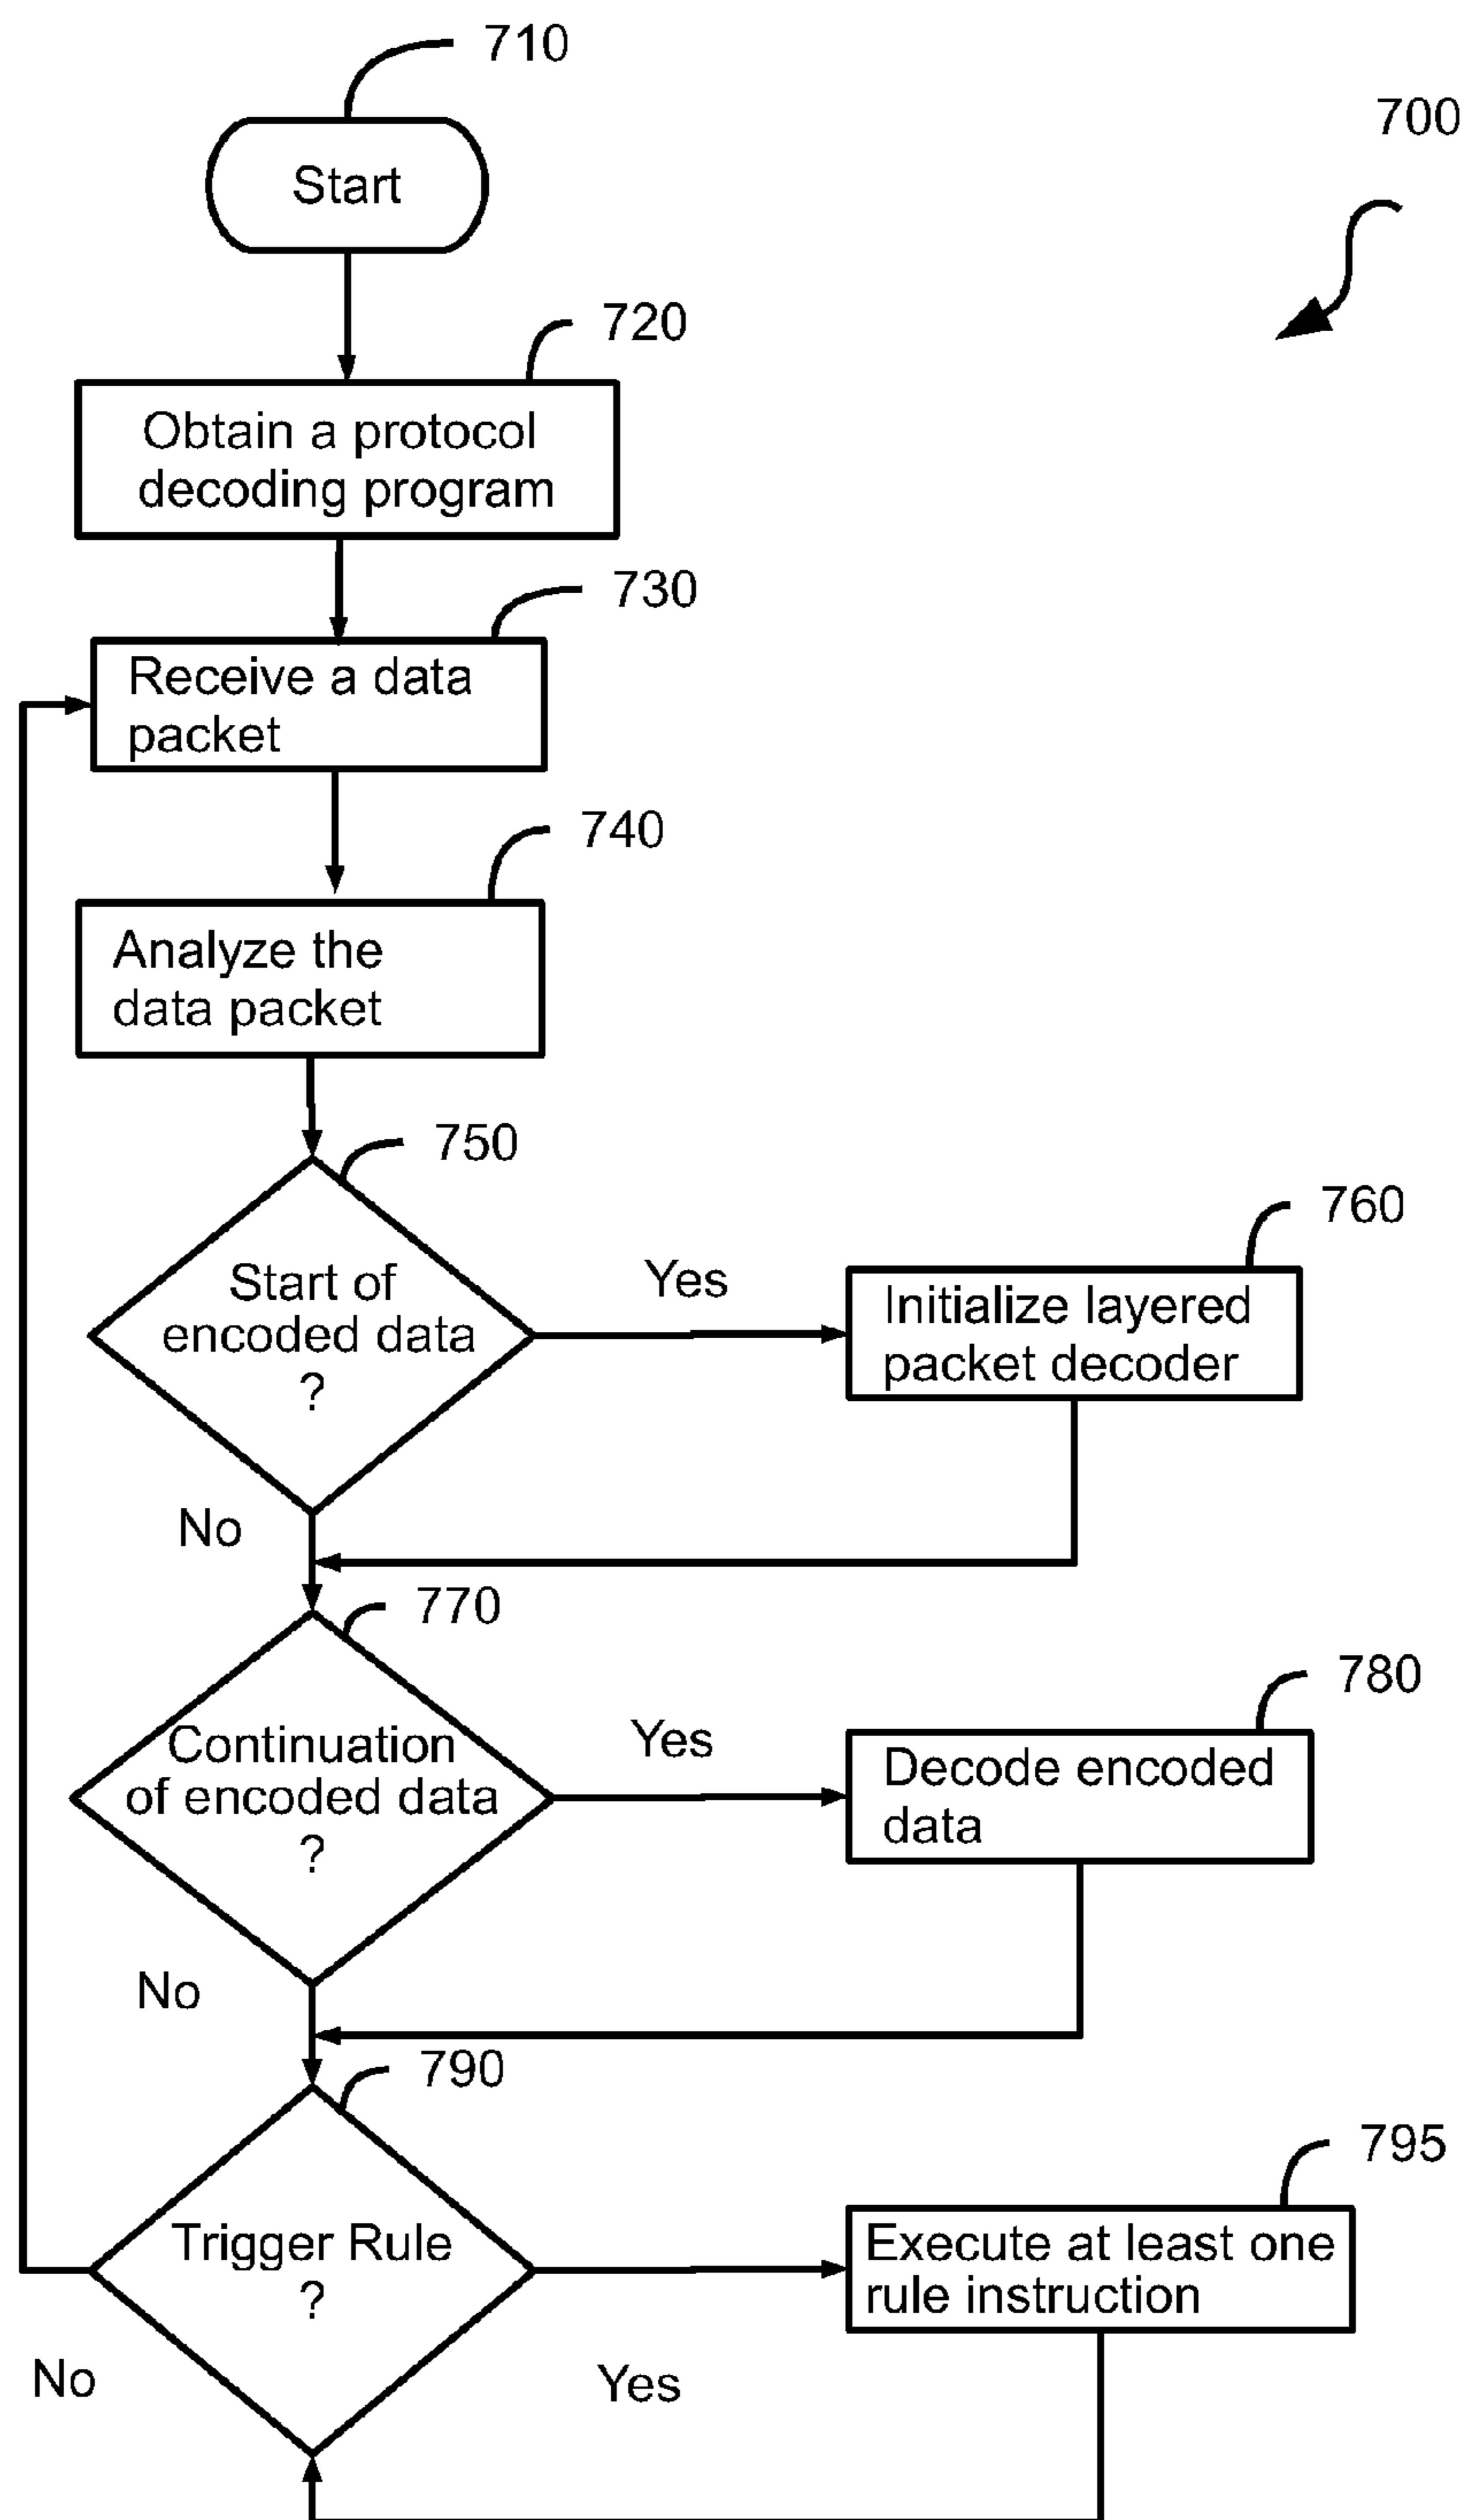 710
700
Start
720
Obtain a protocol
decoding program
730
Receive a data
packet
740
Analyze the
data packet
750
760
Start of
encoded data
?
Yes
Initialize layered
packet decoder
No
770
780
Continuation
of encoded data
?
Yes
Decode encoded
data
No
790
795
Trigger Rule
?
Execute at least one
rule instruction
No
Yes